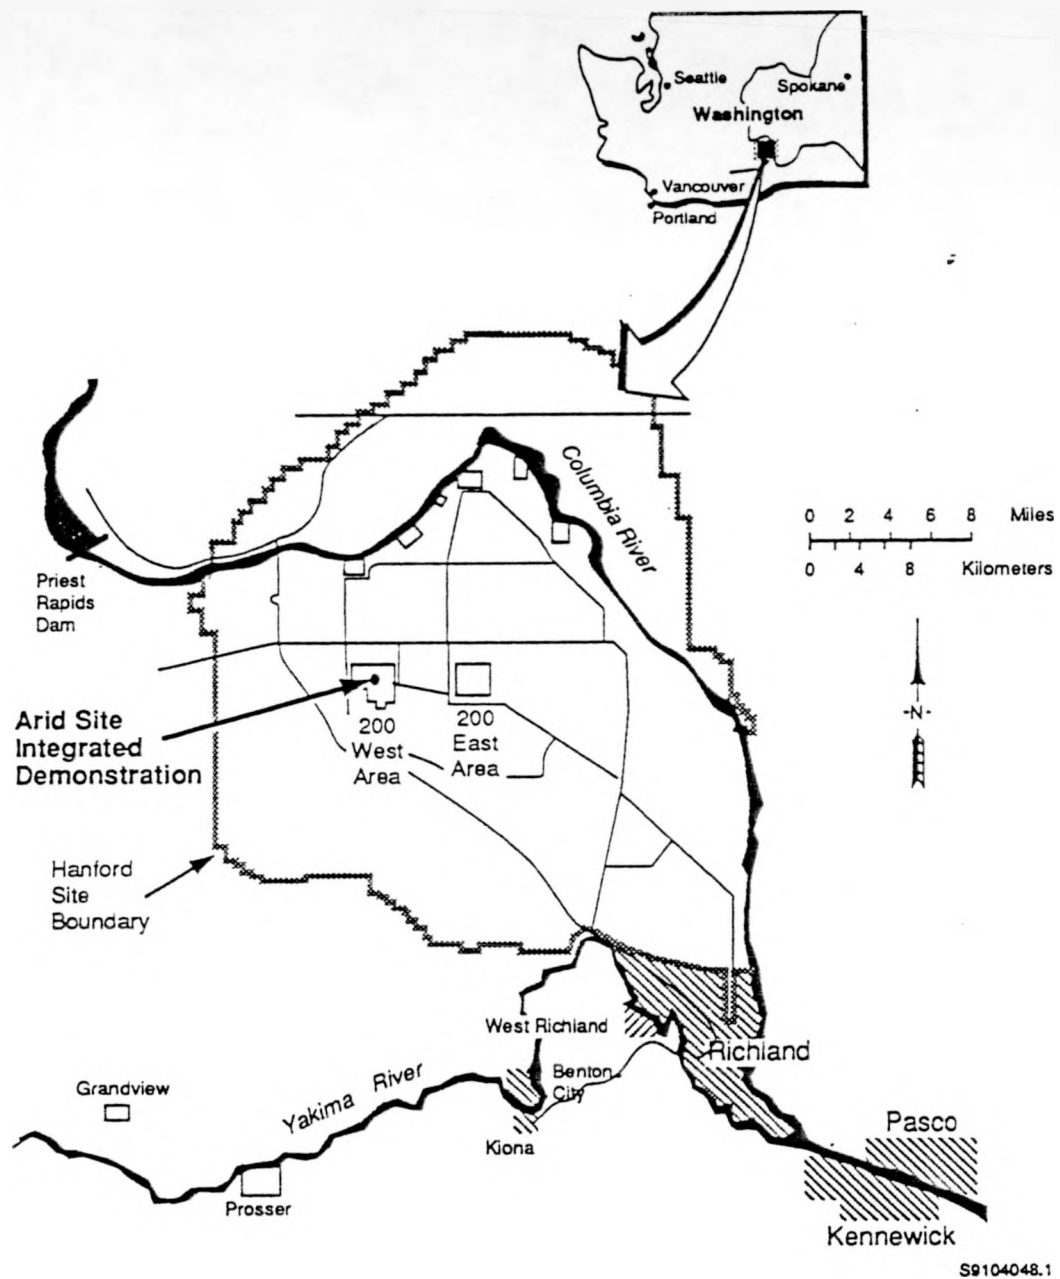 Seattle
Spokane
Washington
Vancouver
Portland
Columbia River
0 2 4 6 8 Miles
0 4 8 Kilometers
Priest
Rapids
Dam
-N-
Arid Site
Integrated
Demonstration
200
West
Area
200
East
Area
Hanford
Site
Boundary
West Richland
Richland
Benton
City
Grandview
Yakima River
Kiona
Pasco
Prosser
Kennewick
S9104048.1